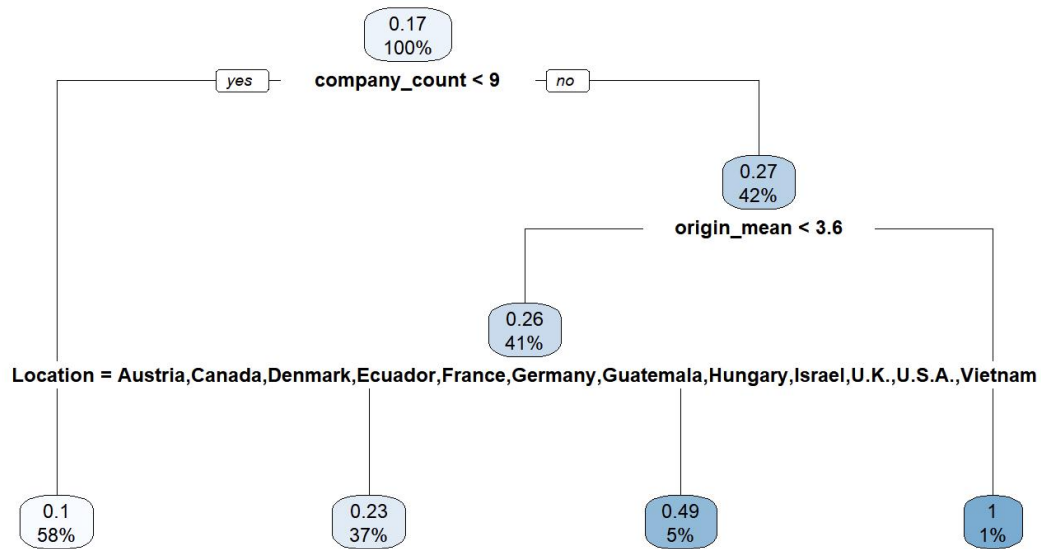 0.17
100%
yes
company_count < 9
no
0.27
42%
origin_mean < 3.6
0.26
41%
Location = Austria,Canada,Denmark,Ecuador,France,Germany,Guatemala,Hungary,Israel,U.K.,U.S.A.,Vietnam
0.1
58%
0.23
37%
0.49
5%
1
1%